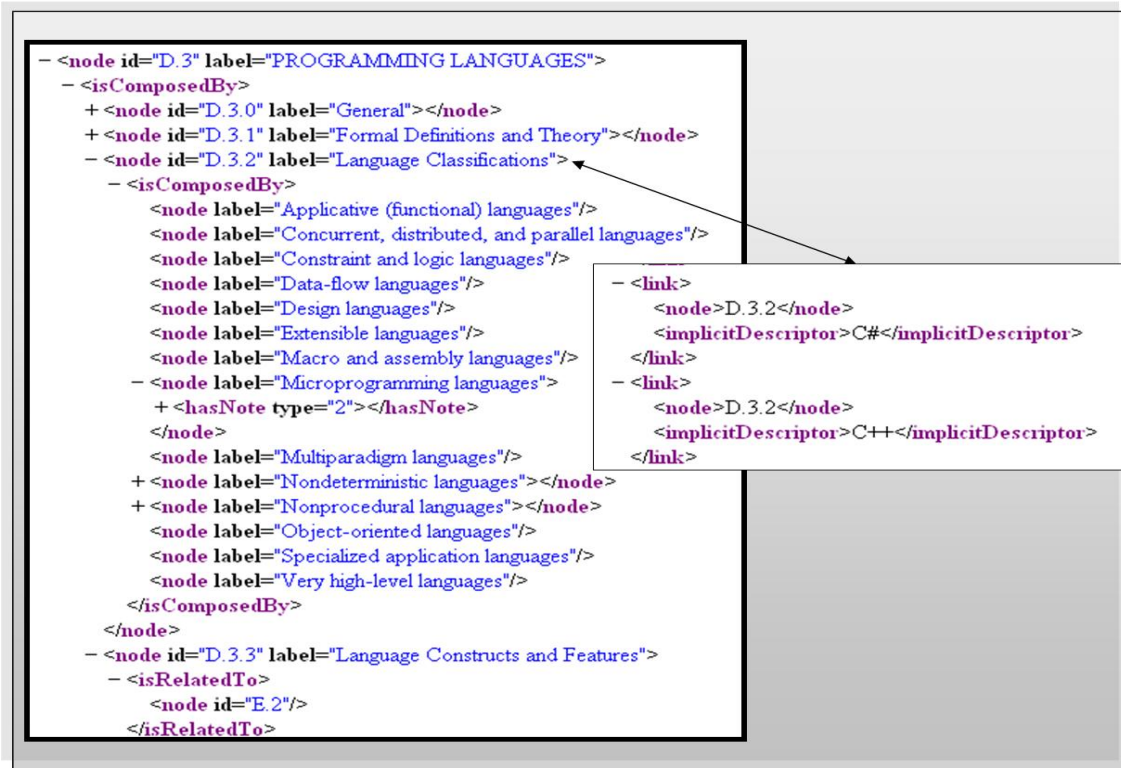 − <node id="D.3" label="PROGRAMMING LANGUAGES">
− <isComposedBy>
+ <node id="D.3.0" label="General"></node>
+ <node id="D.3.1" label="Formal Definitions and Theory"></node>
− <node id="D.3.2" label="Language Classifications">
− <isComposedBy>
<node label="Applicative (functional) languages"/>
<node label="Concurrent, distributed, and parallel languages"/>
<node label="Constraint and logic languages"/>
<node label="Data-flow languages"/>
<node label="Design languages"/>
<node label="Extensible languages"/>
<node label="Macro and assembly languages"/>
− <node label="Microprogramming languages">
+ <hasNote type="2"></hasNote>
</node>
<node label="Multiparadigm languages"/>
+ <node label="Nondeterministic languages"></node>
+ <node label="Nonprocedural languages"></node>
<node label="Object-oriented languages"/>
<node label="Specialized application languages"/>
<node label="Very high-level languages"/>
</isComposedBy>
</node>
− <node id="D.3.3" label="Language Constructs and Features">
− <isRelatedTo>
<node id="E.2"/>
</isRelatedTo>
− <link>
<node>D.3.2</node>
<implicitDescriptor>C#</implicitDescriptor>
</link>
− <link>
<node>D.3.2</node>
<implicitDescriptor>C++</implicitDescriptor>
</link>